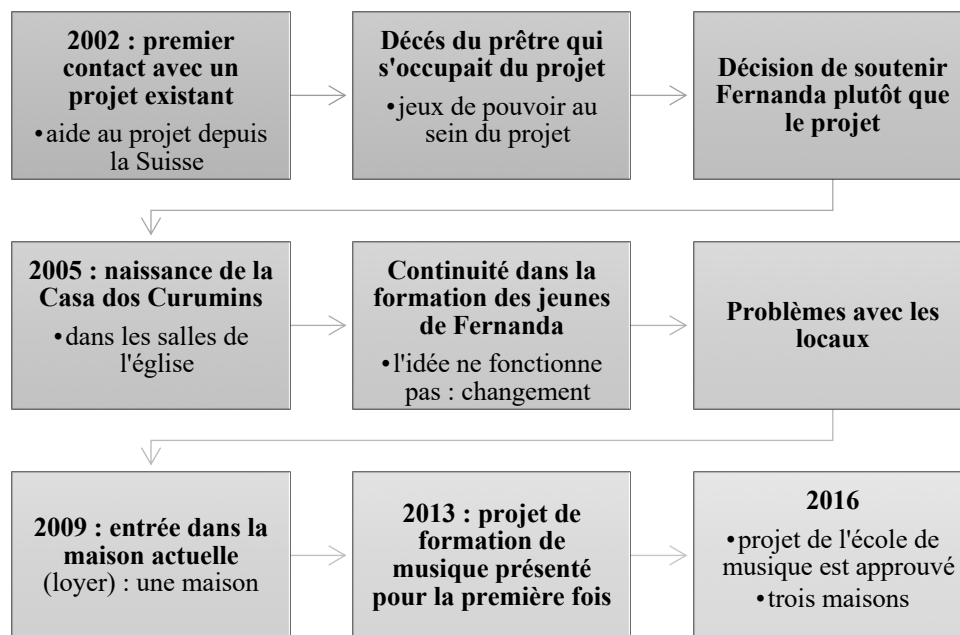 2002 : premier
contact avec un
projet existant
•aide au projet depuis
la Suisse
Décés du prêtre qui
s'occupait du projet
•jeux de pouvoir au
sein du projet
Décision de soutenir
Fernanda plutôt que
le projet
2005 : naissance de la
Casa dos Curumins
•dans les salles de
l'église
Continuité dans la
formation des jeunes
de Fernanda
•l'idée ne fonctionne
pas : changement
Problèmes avec les
locaux
2009 : entrée dans la
maison actuelle
(loyer) : une maison
2013 : projet de
formation de
musique présenté
pour la première fois
2016
•projet de l'école de
musique est approuvé
•trois maisons